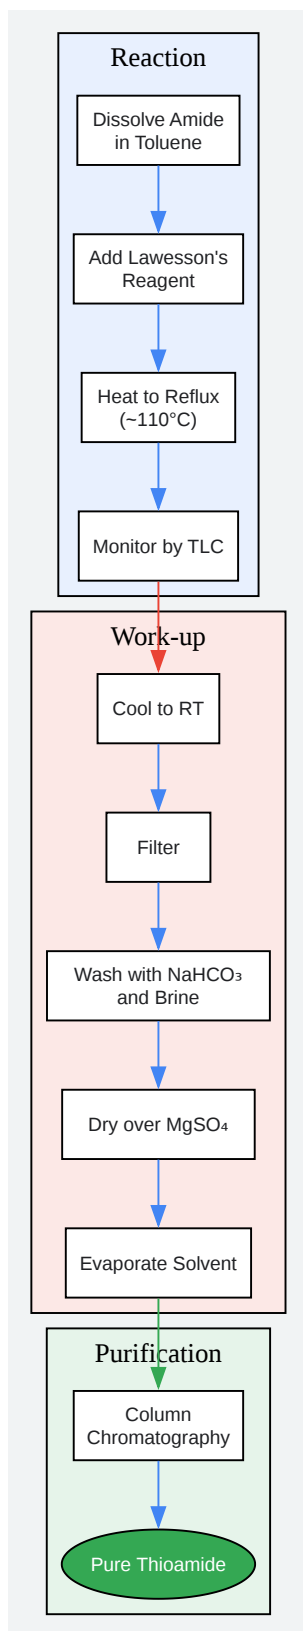 Reaction
Dissolve Amide
in Toluene
Add Lawesson's
Reagent
Heat to Reflux
(~110°C)
Monitor by TLC
Work-up
Cool to RT
Filter
Wash with NaHCO₃
and Brine
Dry over MgSO₄
Evaporate Solvent
Purification
Column
Chromatography
Pure Thioamide